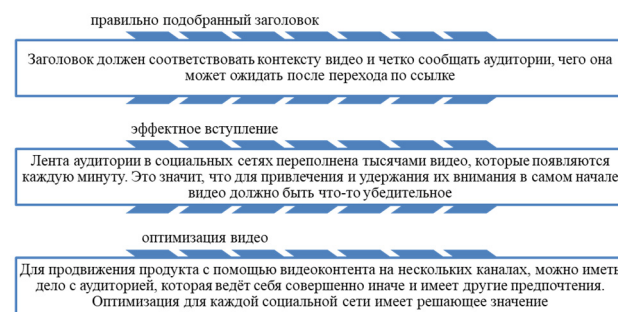 правильно подобранный заголовок
Заголовок должен соответствовать контексту видео и четко сообщать аудитории, чего она
может ожидать после перехода по ссылке
эффектное вступление
Лента аудитории в социальных сетях переполнена тысячами видео, которые появляются
каждую минуту. Это значит, что для привлечения и удержания их внимания в самом начале
видео должно быть что-то убедительное
оптимизация видео
Для продвижения продукта с помощью видеоконтента на нескольких каналах, можно иметь
дело с аудиторией, которая ведёт себя совершенно иначе и имеет другие предпочтения.
Оптимизация для каждой социальной сети имеет решающее значение